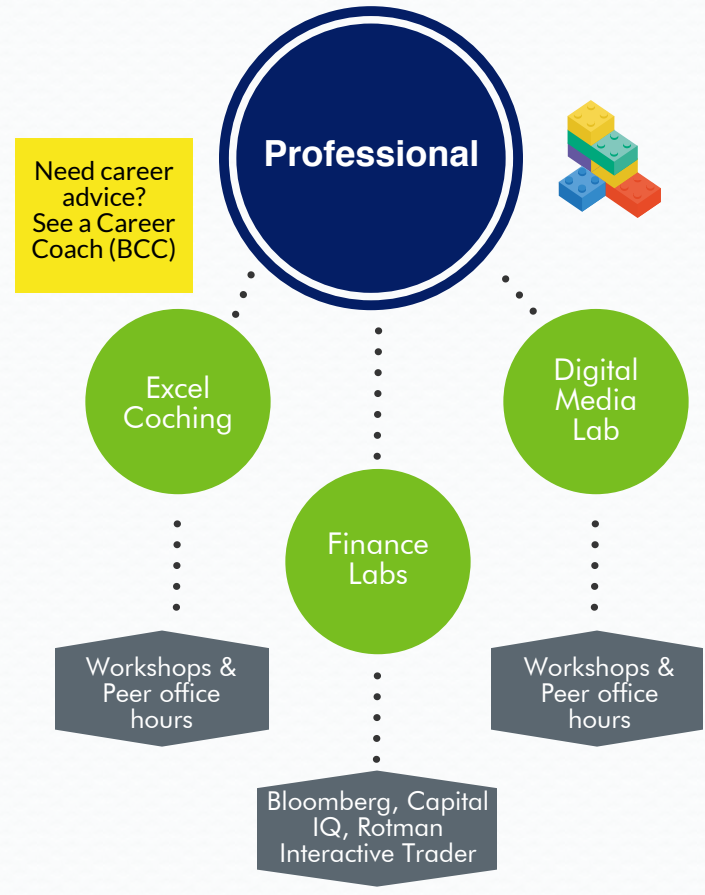 Professional
Need career
advice?
See a Career
Coach (BCC)
Excel
Coching
Digital
Media
Lab
Finance
Labs
Workshops &
Peer office
hours
Workshops &
Peer office
hours
Bloomberg, Capital
IQ, Rotman
Interactive Trader